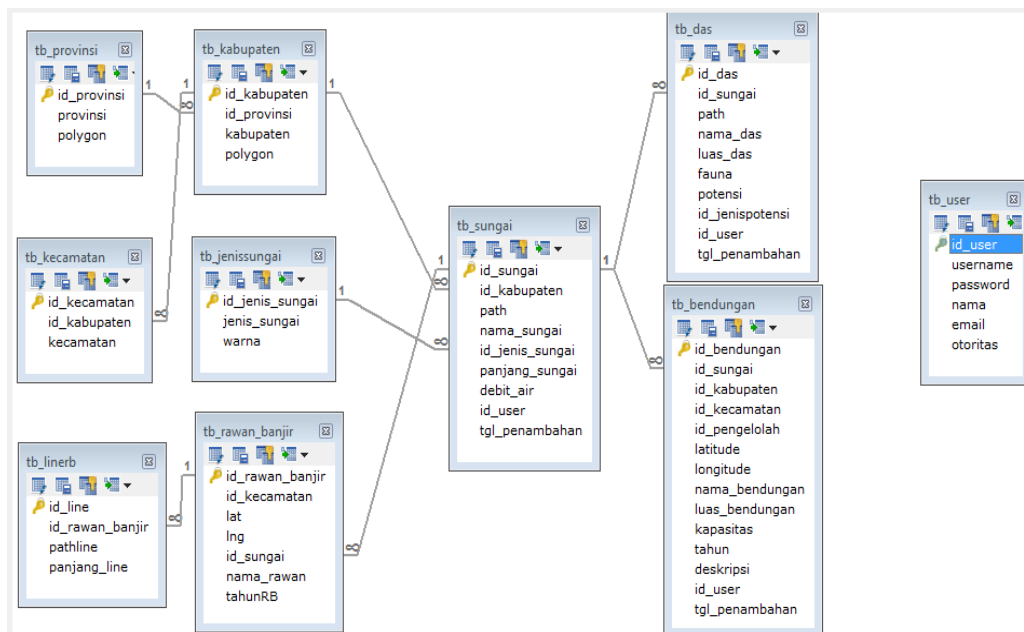 tb_provinsi
id_provinsi
provinsi
polygon
tb_kabupaten
id_kabupaten
id_provinsi
kabupaten
polygon
tb_kecamatan
id_kecamatan
id_kabupaten
kecamatan
tb_jenissungai
id_jenis_sungai
jenis_sungai
warna
tb_linerb
id_line
id_rawan_banjir
pathline
panjang_line
tb_rawan_banjir
id_rawan_banjir
id_kecamatan
lat
lng
id_sungai
nama_rawan
tahunRB
tb_sungai
id_sungai
id_kabupaten
path
nama_sungai
id_jenis_sungai
panjang_sungai
debit_air
id_user
tgl_penambahan
tb_das
id_das
id_sungai
path
nama_das
luas_das
fauna
potensi
id_jenispotensi
id_user
tgl_penambahan
tb_bendungan
id_bendungan
id_sungai
id_kabupaten
id_kecamatan
id_pengelolah
latitude
longitude
nama_bendungan
luas_bendungan
kapasitas
tahun
deskripsi
id_user
tgl_penambahan
tb_user
id_user
username
password
nama
email
otoritas
1
∞
1
∞
1
∞
1
∞
1
∞
1
∞
1
∞
∞